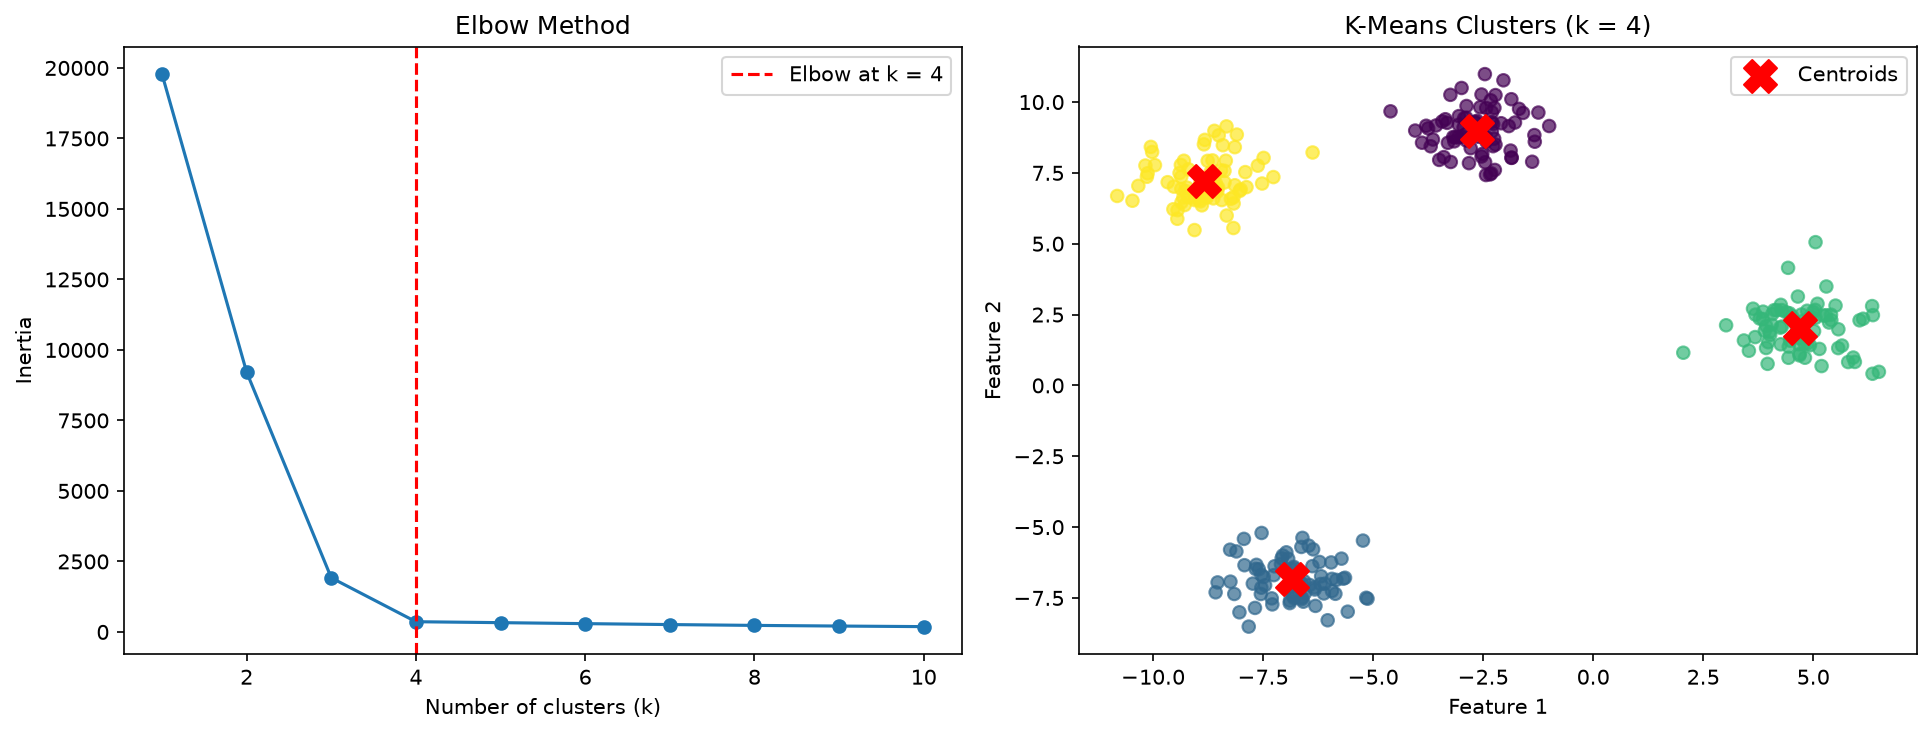 Elbow Method
Elbow at k = 4
20000
17500
15000
12500
10000
7500
5000
2500
0
Inertia
2 4 6 8 10
Number of clusters (k)
K-Means Clusters (k = 4)
Centroids
10.0
7.5
5.0
2.5
0.0
−2.5
−5.0
−7.5
Feature 2
−10.0 −7.5 −5.0 −2.5 0.0 2.5 5.0
Feature 1